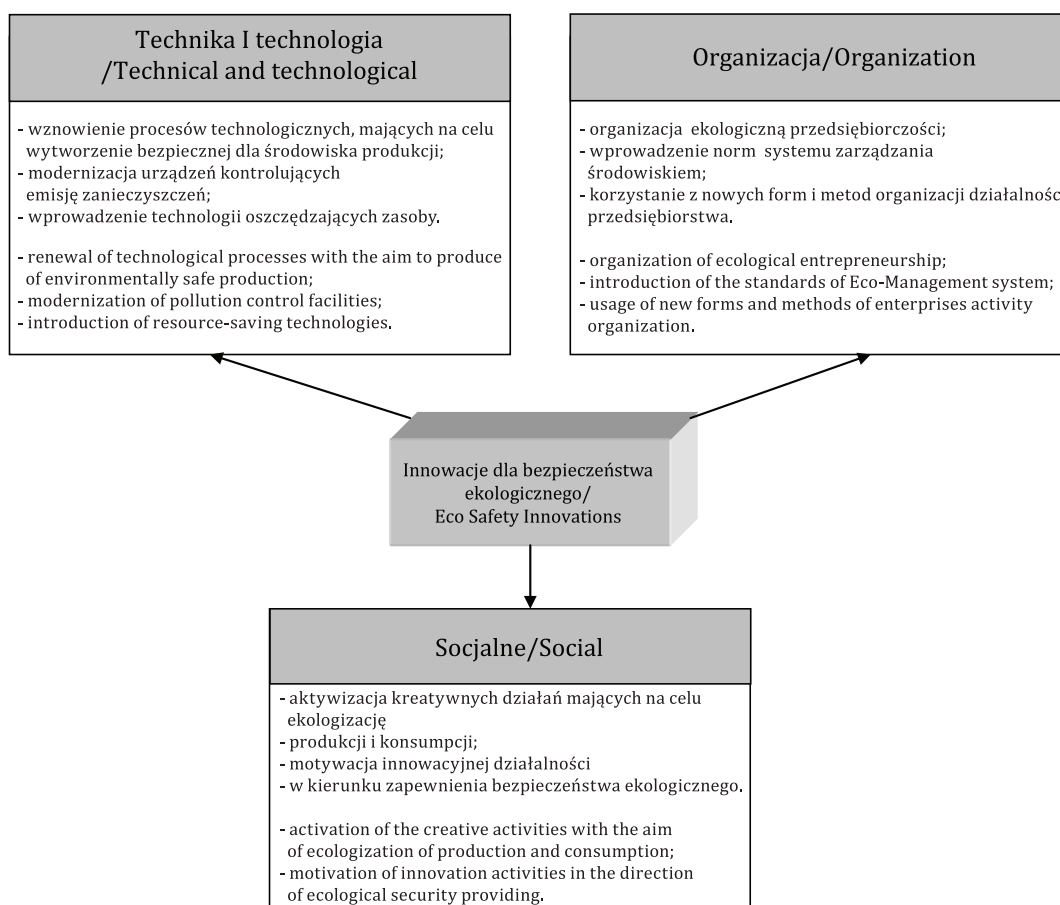 Technika I technologia
/Technical and technological
- wznowienie procesów technologicznych, mających na celu
wytworzenie bezpiecznej dla środowiska produkcji;
- modernizacja urządzeń kontrolujących
emisję zanieczyszczeń;
- wprowadzenie technologii oszczędzających zasoby.
- renewal of technological processes with the aim to produce
of environmentally safe production;
- modernization of pollution control facilities;
- introduction of resource-saving technologies.
Organizacja/Organization
- organizacja ekologiczną przedsiębiorczości;
- wprowadzenie norm systemu zarządzania
środowiskiem;
- korzystanie z nowych form i metod organizacji działalnośc
przedsiębiorstwa.
- organization of ecological entrepreneurship;
- introduction of the standards of Eco-Management system;
- usage of new forms and methods of enterprises activity
organization.
Innowacje dla bezpieczeństwa
ekologicznego/
Eco Safety Innovations
Socjalne/Social
- aktywizacja kreatywnych działań mających na celu
ekologizację
- produkcji i konsumpcji;
- motywacja innowacyjnej działalności
- w kierunku zapewnienia bezpieczeństwa ekologicznego.
- activation of the creative activities with the aim
of ecologization of production and consumption;
- motivation of innovation activities in the direction
of ecological security providing.